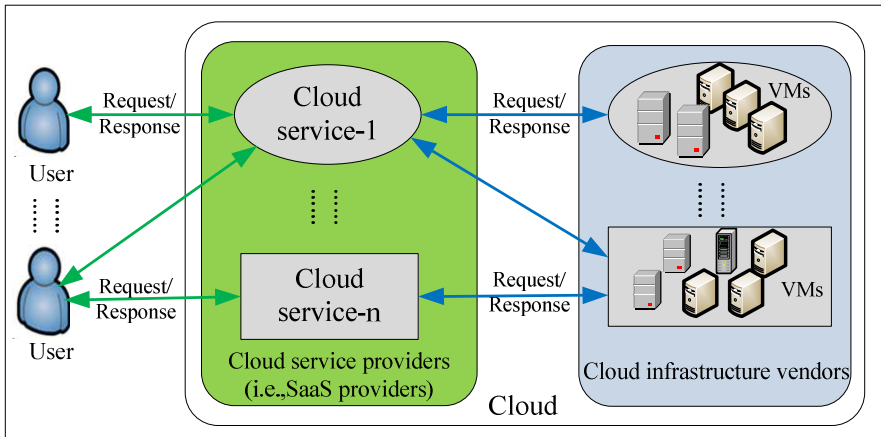 Request/
Response
User
Cloud
service-1
Request/
Response
VMs
User
Request/
Response
Cloud
service-n
Request/
Response
VMs
Cloud service providers
(i.e.,SaaS providers)
Cloud infrastructure vendors
Cloud